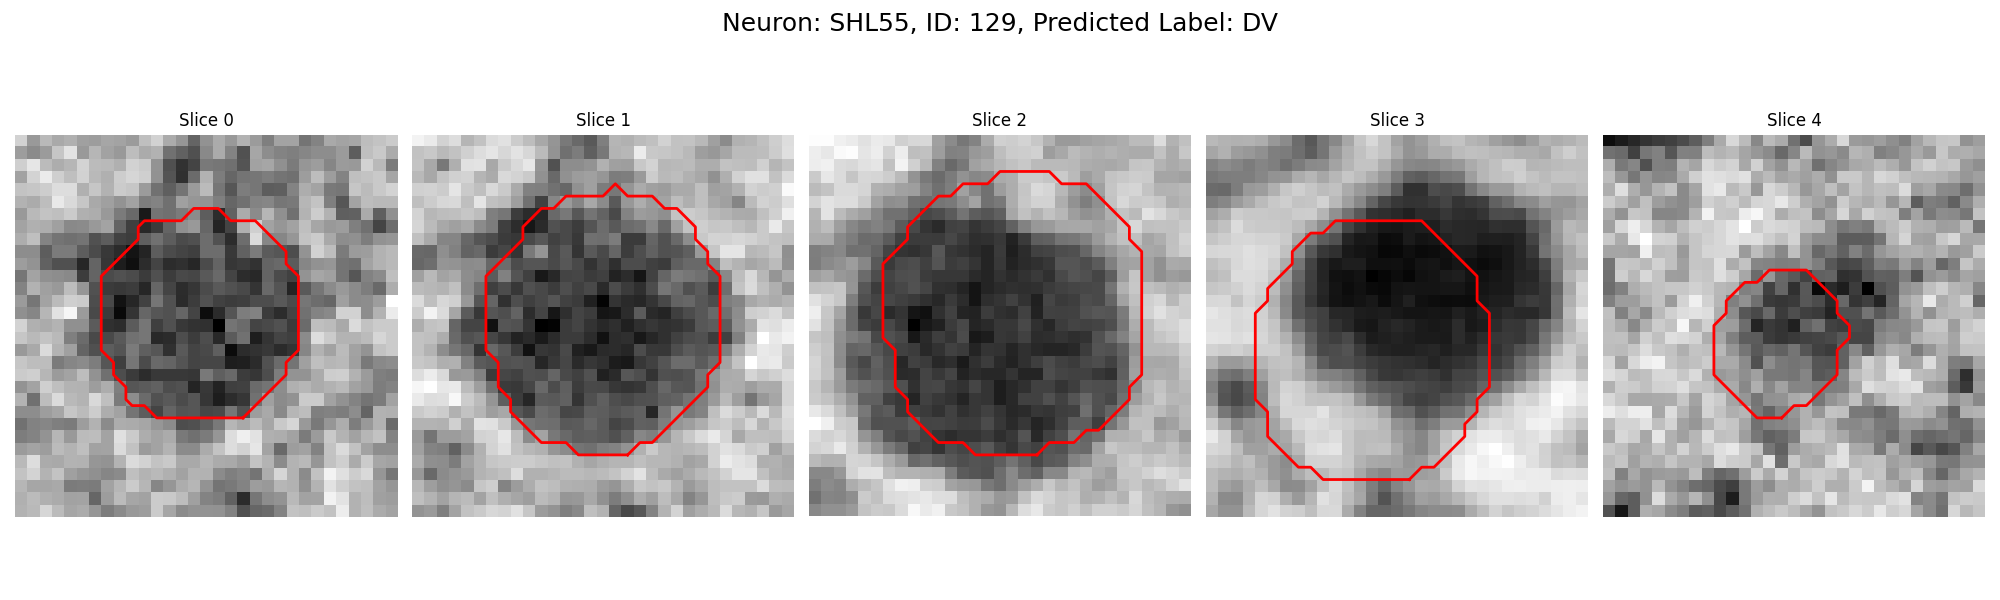 Neuron: SHL55, ID: 129, Predicted Label: DV
Slice 0
Slice 1
Slice 2
Slice 3
Slice 4